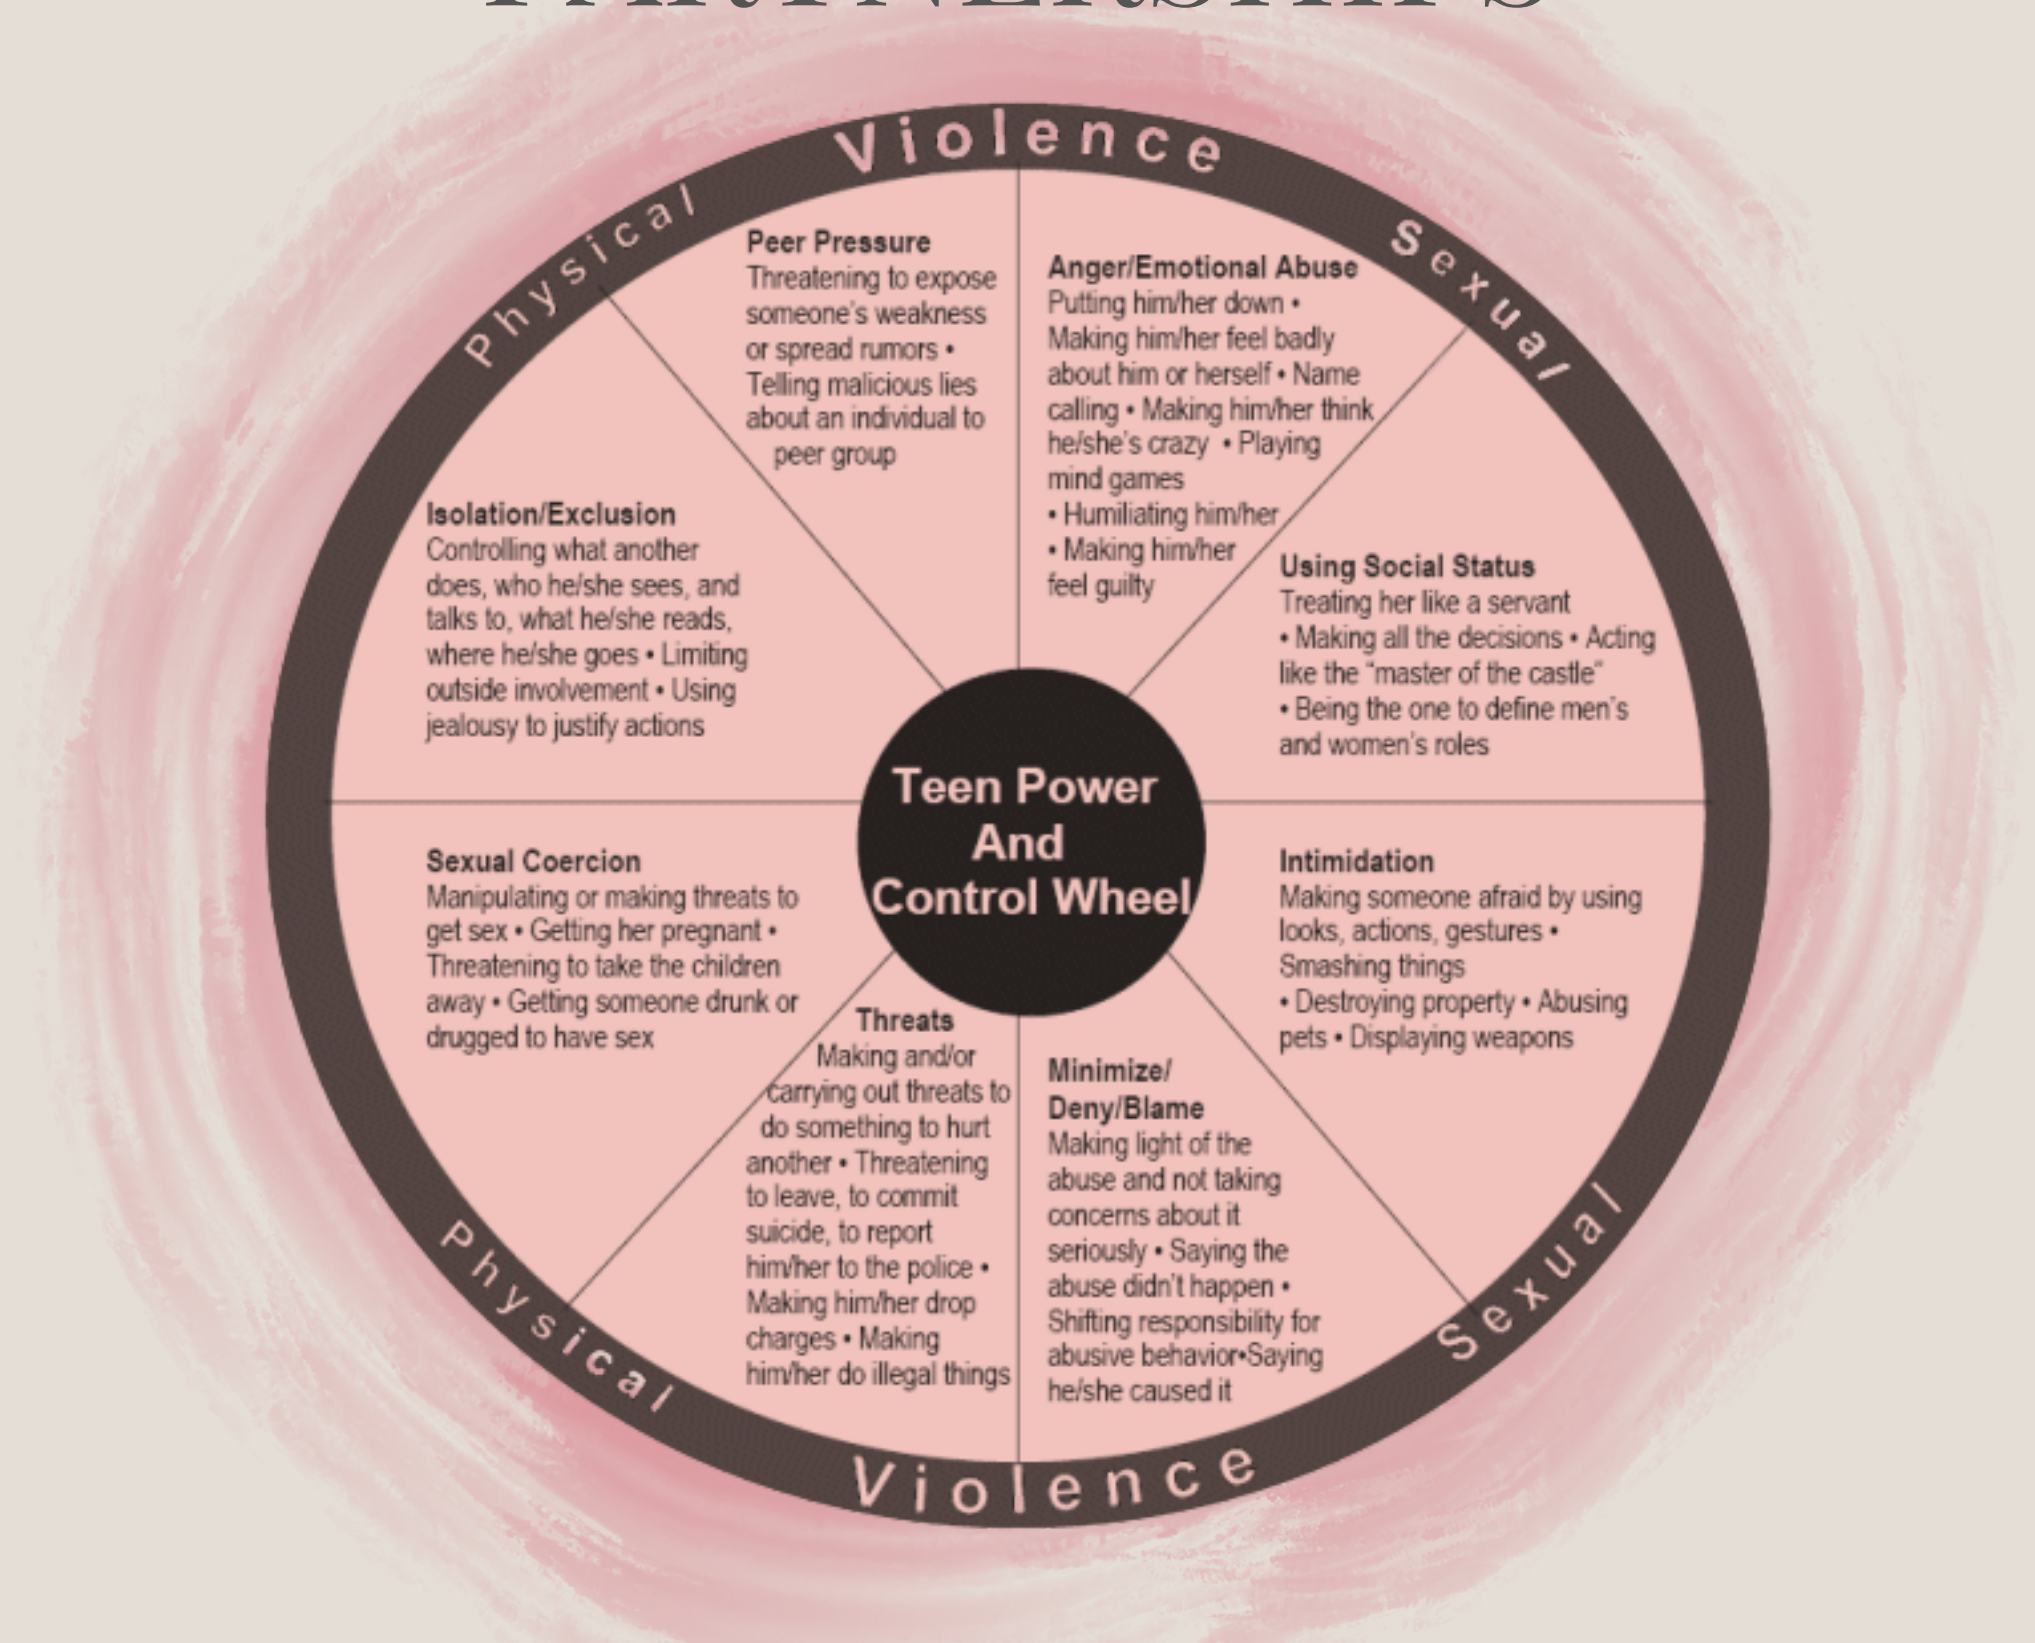 PARTNERSHIPS
Violence
Physical
Sexual
Peer Pressure
Threatening to expose
someone's weakness
or spread rumors •
Telling malicious lies
about an individual to
peer group
Anger/Emotional Abuse
Putting him/her down •
Making him/her feel badly
about him or herself • Name
calling • Making him/her think
he/she's crazy • Playing
mind games
• Humiliating him/her
• Making him/her
feel guilty
Isolation/Exclusion
Controlling what another
does, who he/she sees, and
talks to, what he/she reads,
where he/she goes • Limiting
outside involvement • Using
jealousy to justify actions
Using Social Status
Treating her like a servant
• Making all the decisions • Acting
like the "master of the castle"
• Being the one to define men's
and women's roles
Teen Power
And
Control Wheel
Sexual Coercion
Manipulating or making threats to
get sex • Getting her pregnant •
Threatening to take the children
away • Getting someone drunk or
drugged to have sex
Intimidation
Making someone afraid by using
looks, actions, gestures •
Smashing things
• Destroying property • Abusing
pets • Displaying weapons
Threats
Making and/or
carrying out threats to
do something to hurt
another • Threatening
to leave, to commit
suicide, to report
him/her to the police •
Making him/her drop
charges • Making
him/her do illegal things
Minimize/
Deny/Blame
Making light of the
abuse and not taking
concerns about it
seriously • Saying the
abuse didn't happen •
Shifting responsibility for
abusive behavior•Saying
he/she caused it
Physical
Sexual
Violence